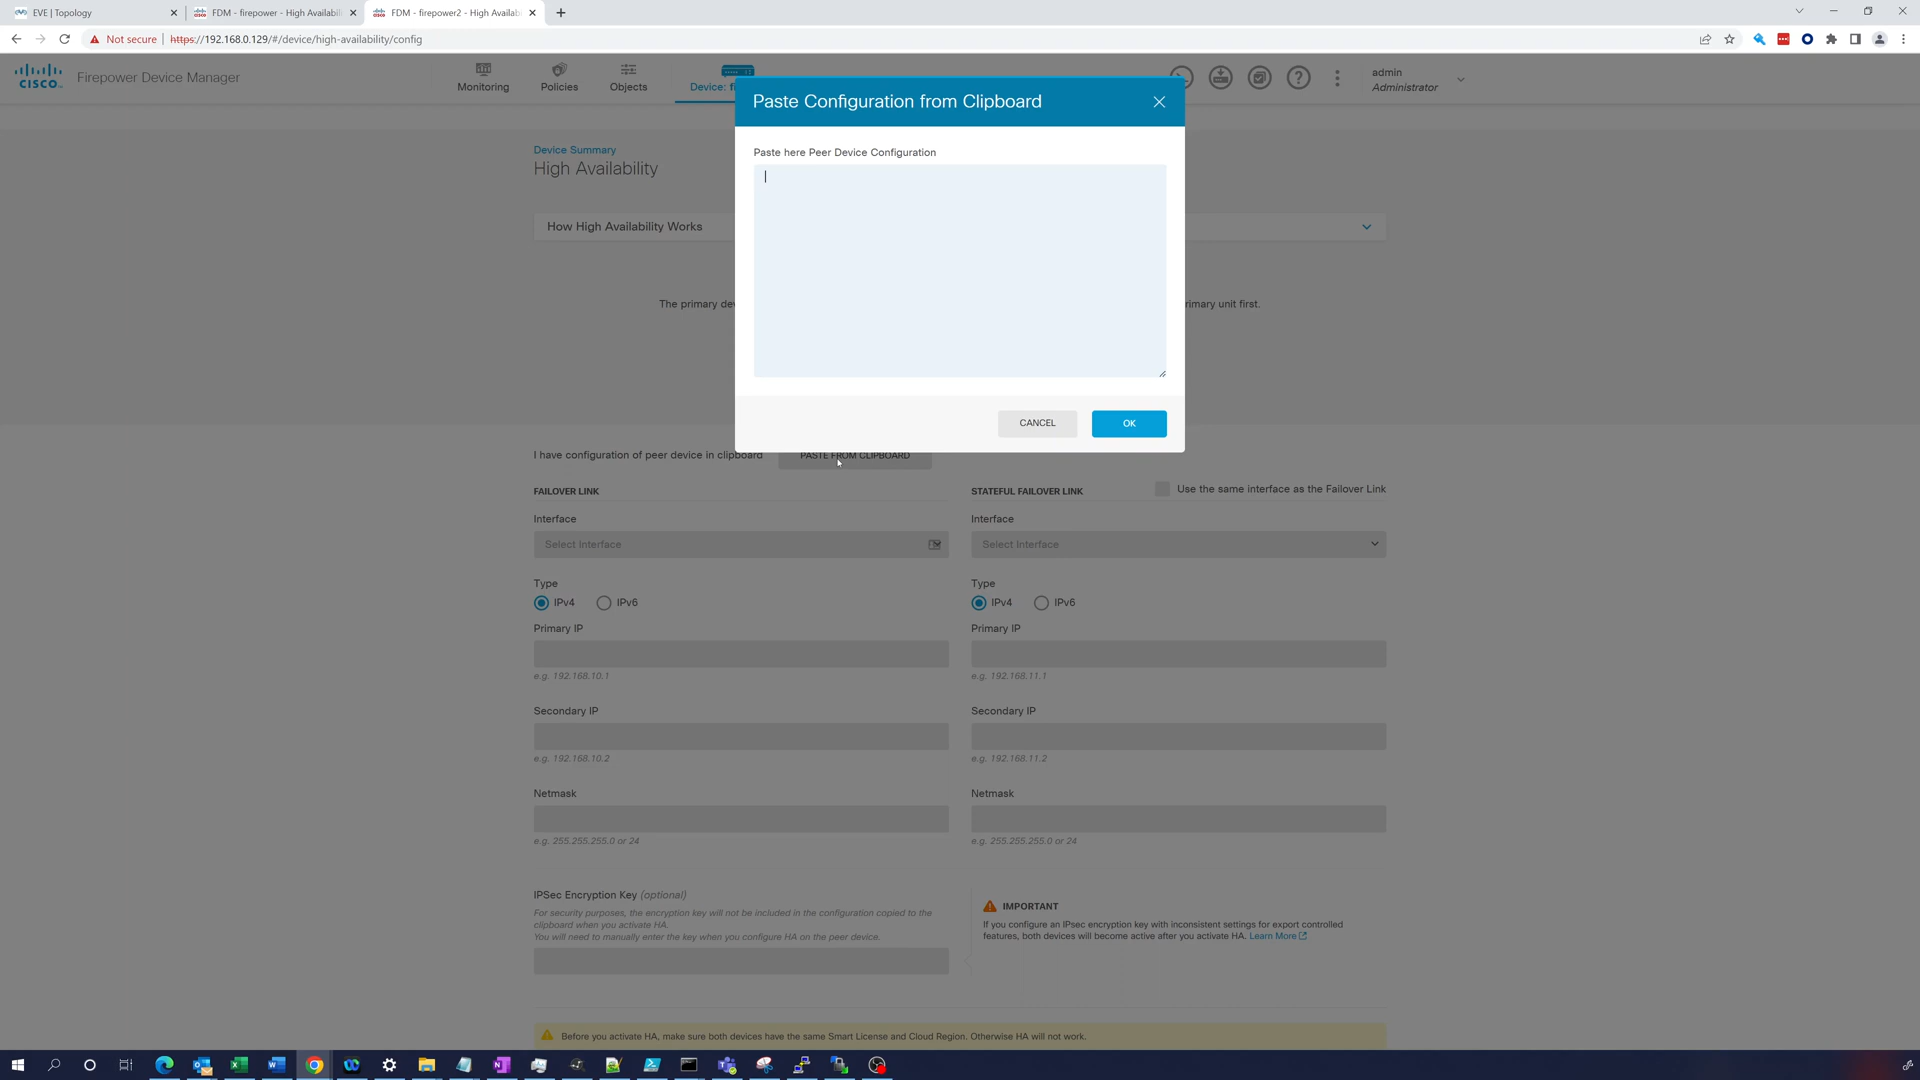 EVE | Topology
FDM - firepower - High Availabili
FDM - firepower2 - High Availab
Not secure
https://192.168.0.129/#/device/high-availability/config
CISCO
Firepower Device Manager
Monitoring
Policies
Objects
Device: fi
admin
Administrator
Paste Configuration from Clipboard
Paste here Peer Device Configuration
CANCEL
OK
Device Summary
High Availability
How High Availability Works
The primary dev
rimary unit first.
I have configuration of peer device in clipboard
PASTE FROM CLIPBOARD
FAILOVER LINK
STATEFUL FAILOVER LINK
Use the same interface as the Failover Link
Interface
Interface
Select Interface
Select Interface
Type
Type
IPv4
IPv6
IPv4
IPv6
Primary IP
Primary IP
e.g. 192.168.10.1
e.g. 192.168.11.1
Secondary IP
Secondary IP
e.g. 192.168.10.2
e.g. 192.168.11.2
Netmask
Netmask
e.g. 255.255.255.0 or 24
e.g. 255.255.255.0 or 24
IPSec Encryption Key (optional)
For security purposes, the encryption key will not be included in the configuration copied to the
clipboard when you activate HA.
You will need to manually enter the key when you configure HA on the peer device.
IMPORTANT
If you configure an IPsec encryption key with inconsistent settings for export controlled
features, both devices will become active after you activate HA. Learn More
Before you activate HA, make sure both devices have the same Smart License and Cloud Region. Otherwise HA will not work.